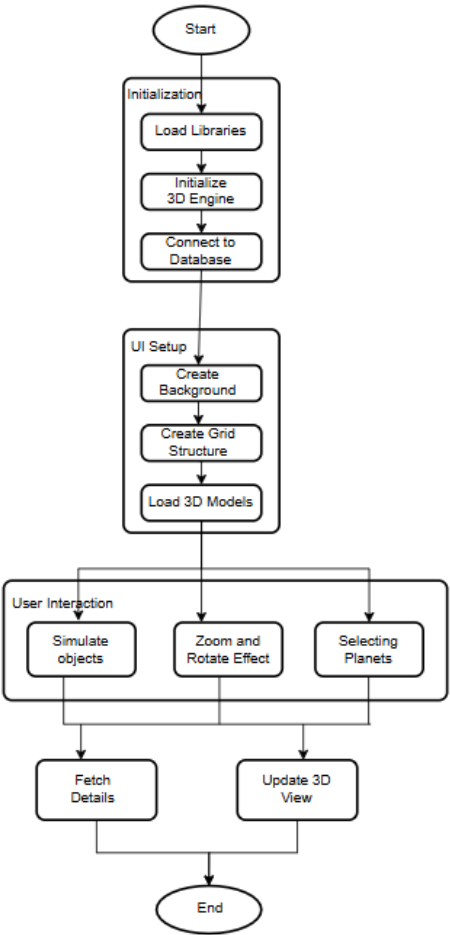 Start
Initialization
Load Libraries
Initialize
3D Engine
Connect to
Database
UI Setup
Create
Background
Create Grid
Structure
Load 3D Models
User Interaction
Simulate
objects
Zoom and
Rotate Effect
Selecting
Planets
Fetch
Details
Update 3D
View
End